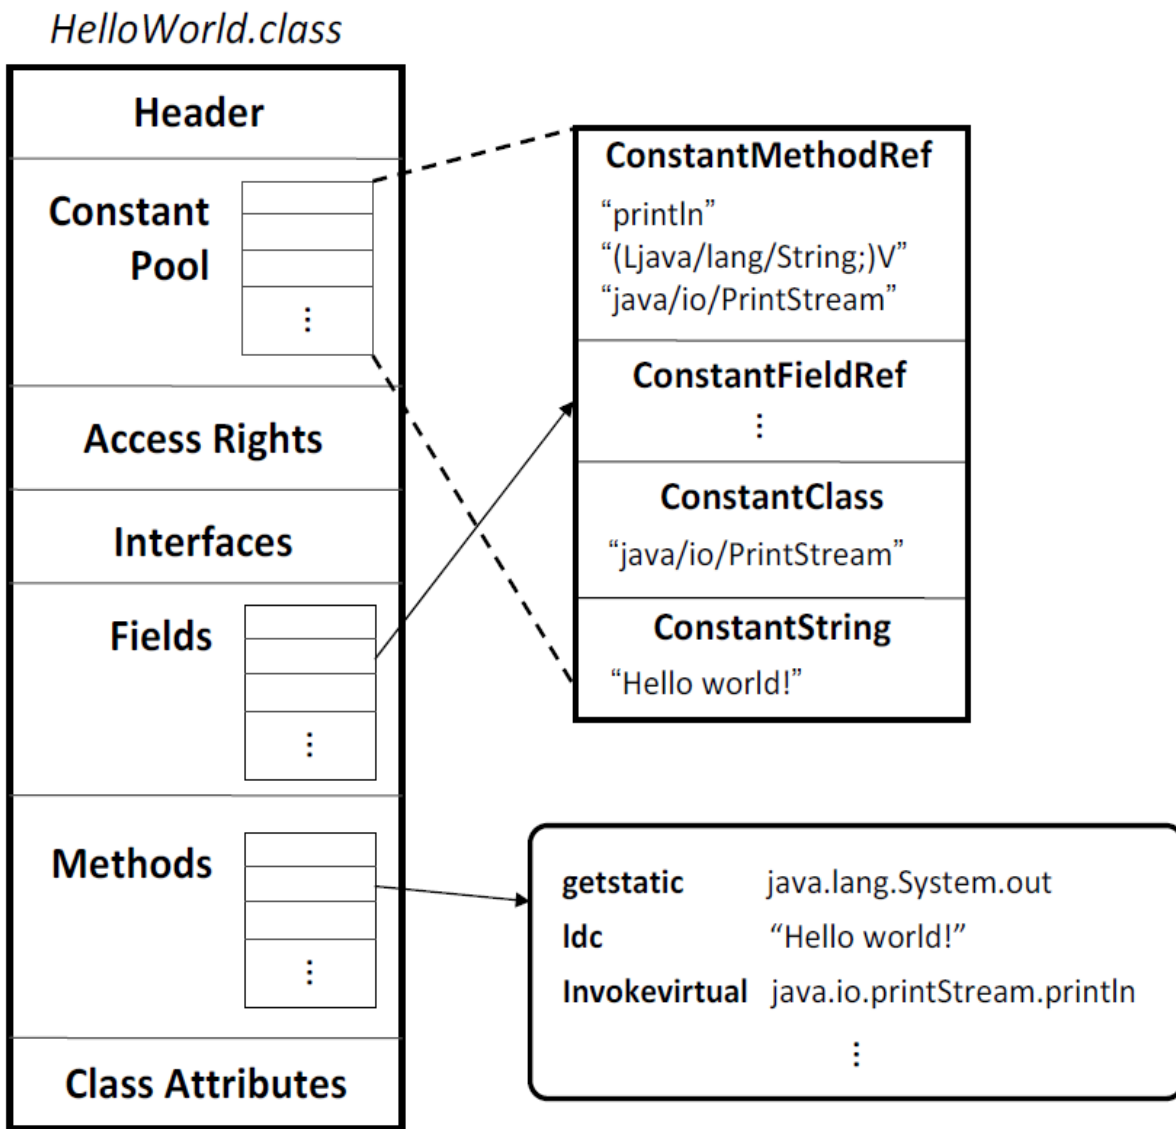 HelloWorld.class
Header
Constant
Pool
⋮
Access Rights
Interfaces
Fields
⋮
Methods
⋮
Class Attributes
ConstantMethodRef
“println”
“(Ljava/lang/String;)V”
“java/io/PrintStream”
ConstantFieldRef
⋮
ConstantClass
“java/io/PrintStream”
ConstantString
“Hello world!”
getstatic java.lang.System.out
ldc “Hello world!”
Invokevirtual java.io.printStream.println
⋮